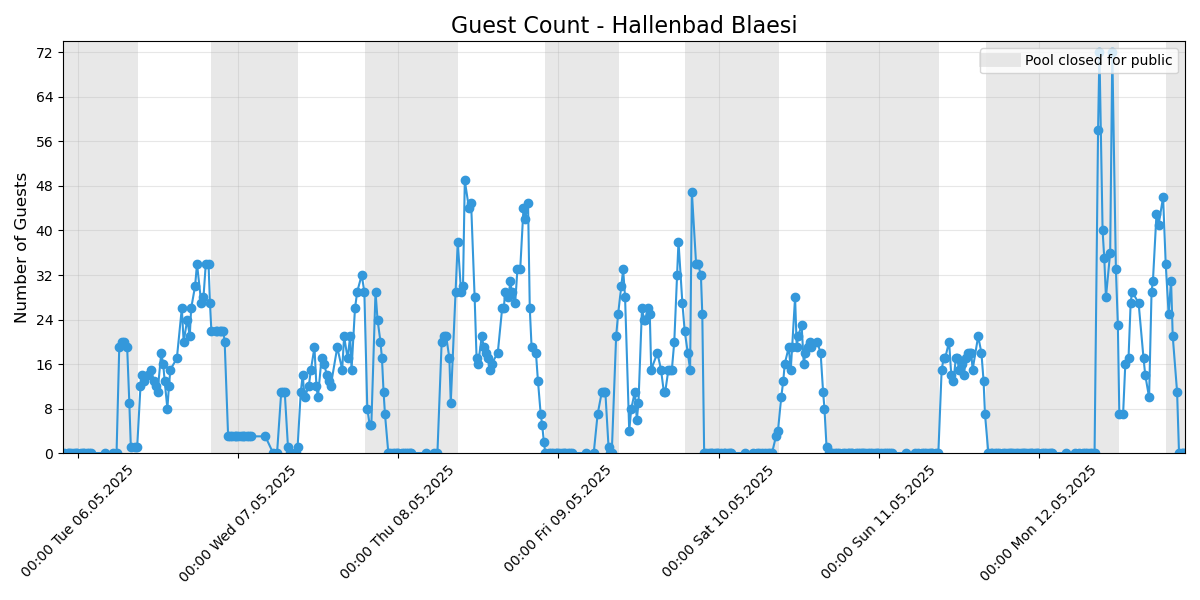 Guest Count - Hallenbad Blaesi
Pool closed for public
Number of Guests
72
64
56
48
40
32
24
16
8
0
00:00 Tue 06.05.2025
00:00 Wed 07.05.2025
00:00 Thu 08.05.2025
00:00 Fri 09.05.2025
00:00 Sat 10.05.2025
00:00 Sun 11.05.2025
00:00 Mon 12.05.2025